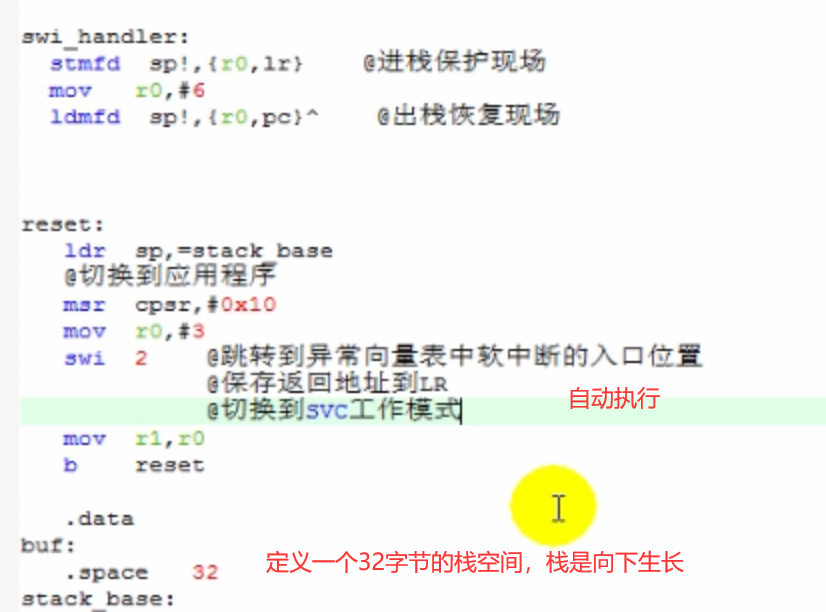 swi_handler:
stmfd sp!,{r0,lr} @进栈保护现场
mov r0,#6
ldmfd sp!,{r0,pc}^ @出栈恢复现场
reset:
ldr sp,=stack_base
@切换到应用程序
msr cpsr,#0x10
mov r0,#3
swi 2 @跳转到异常向量表中软中断的入口位置
@保存返回地址到LR
@切换到svc工作模式 自动执行
mov r1,r0
b reset
.data
buf:
.space 32 定义一个32字节的栈空间，栈是向下生长
stack_base: